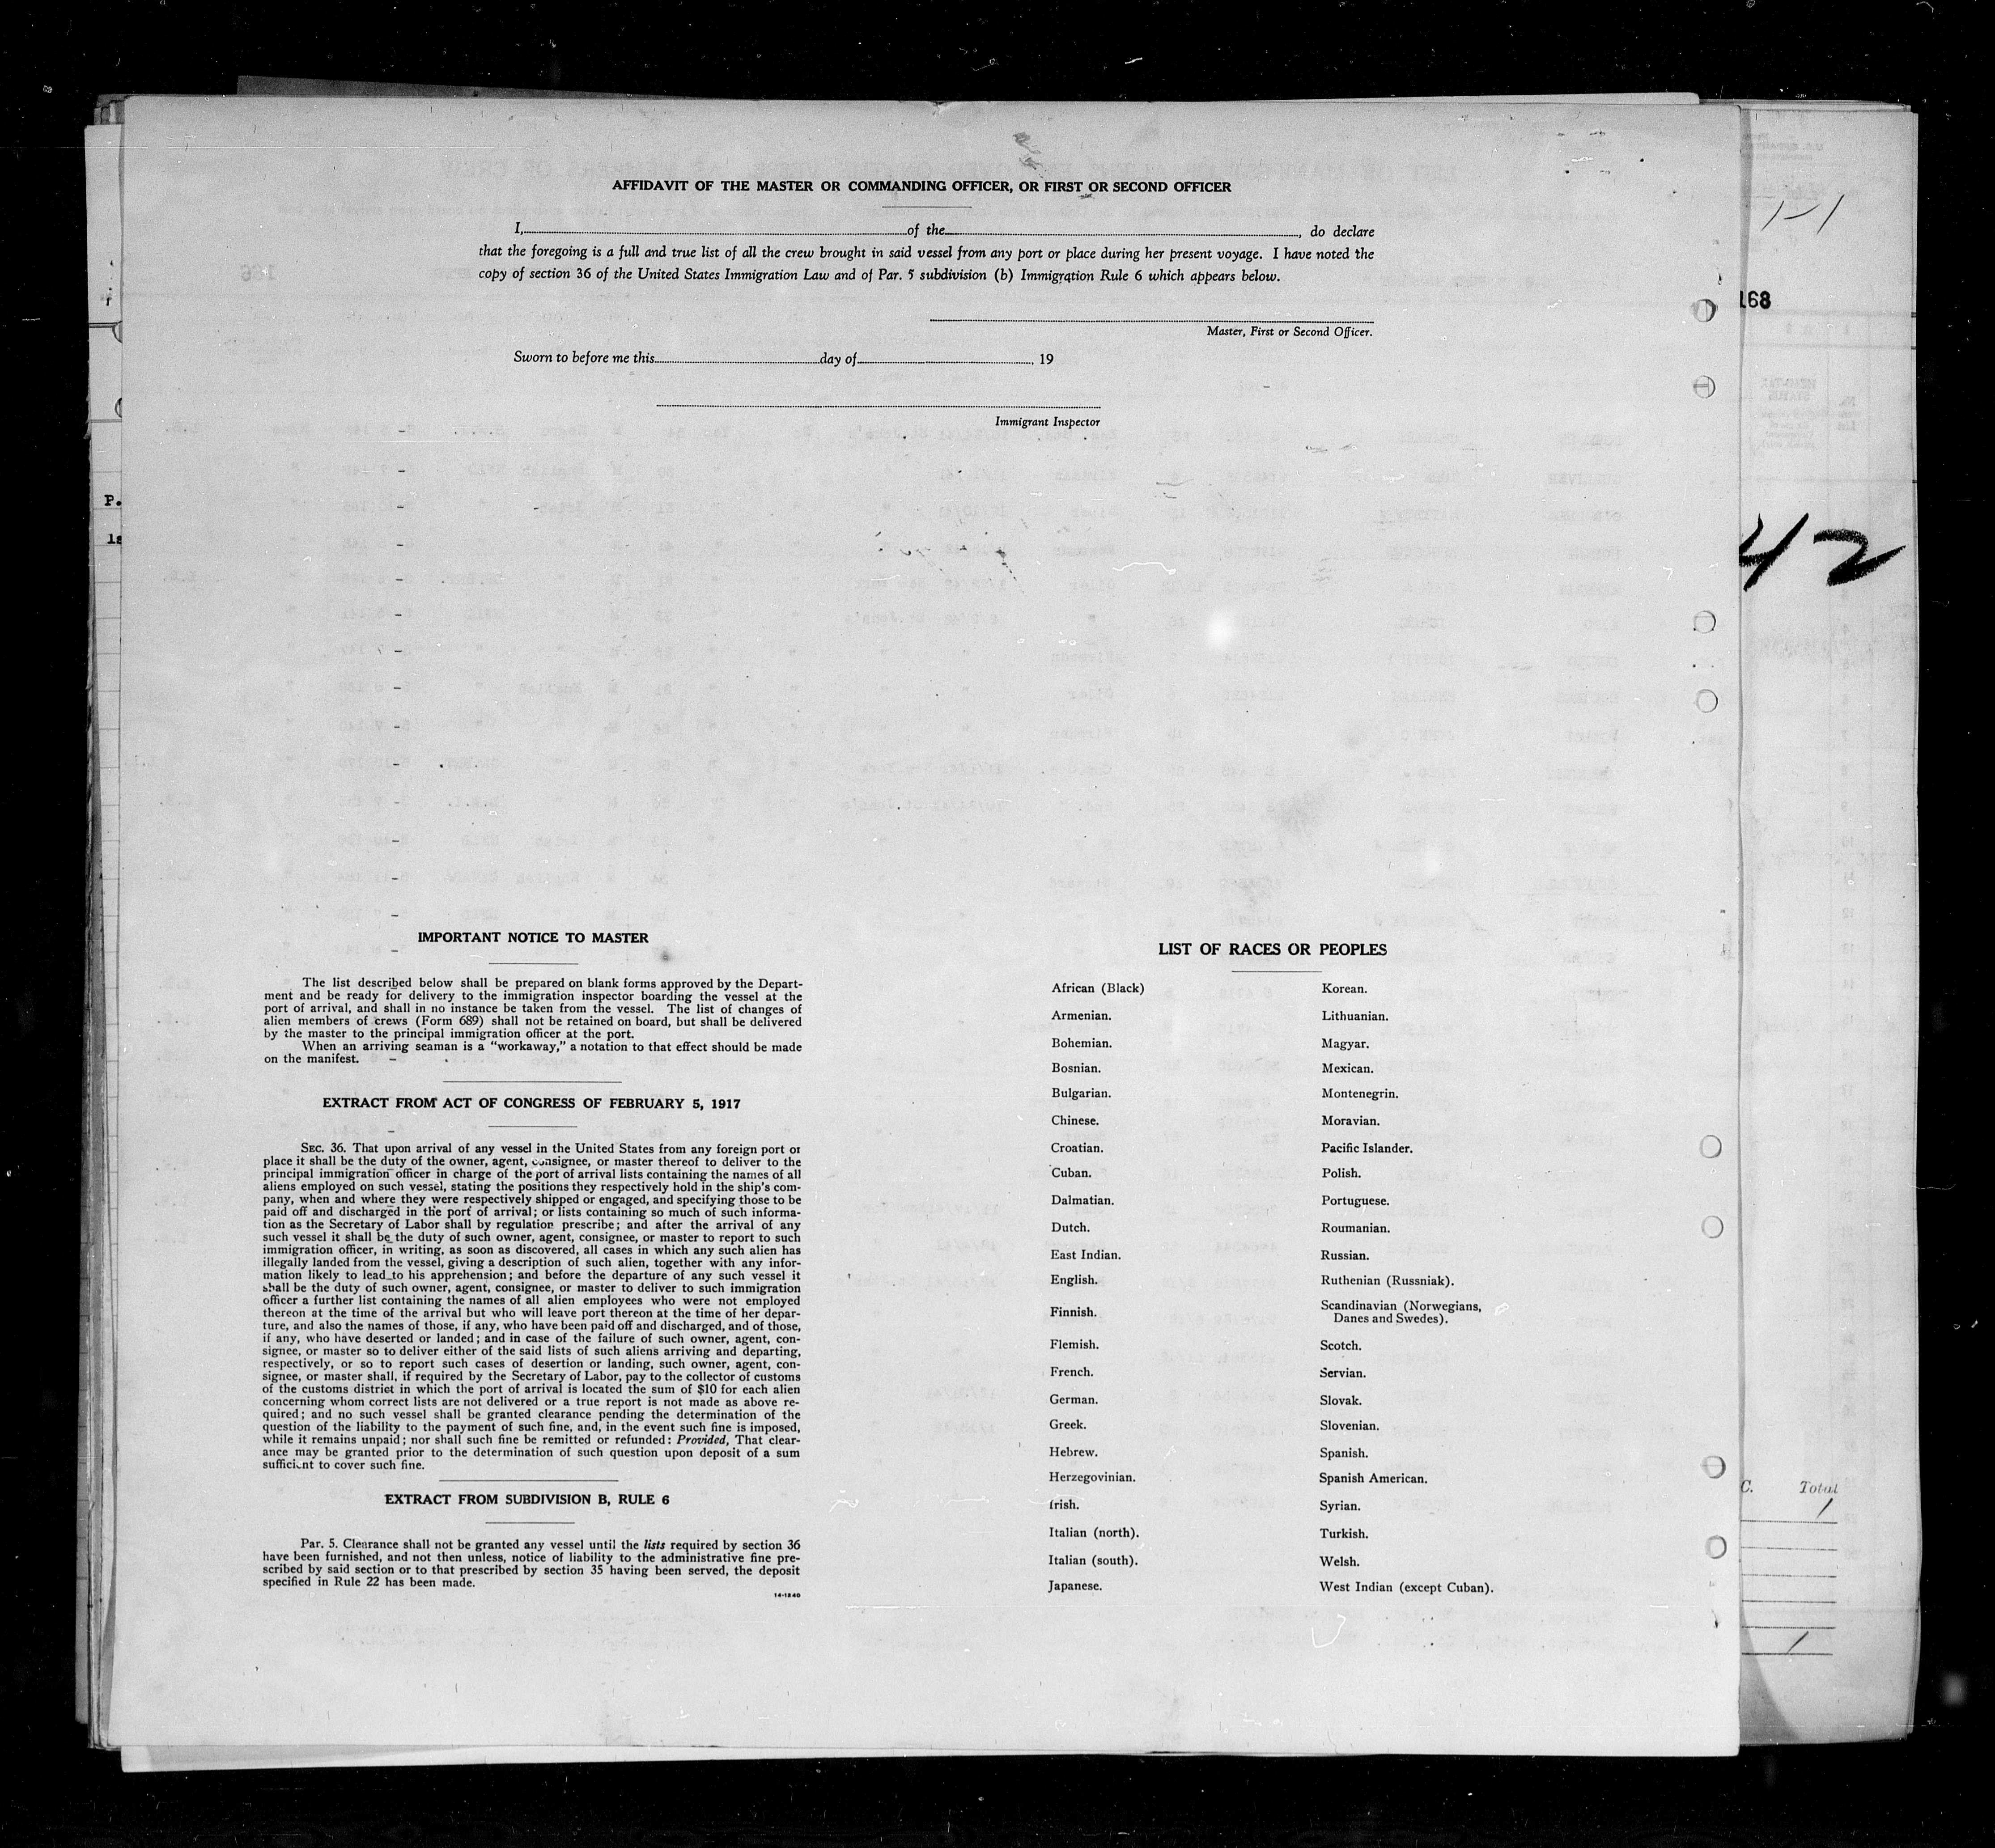 AFFIDAVIT OF THE MASTER OR COMMANDING OFFICER, OR FIRST OR SECOND OFFICER
I, of the , do declare
that the foregoing is a full and true list of all the crew brought in said vessel from any port or place during her present voyage. I have noted the
copy of section 36 of the United States Immigration Law and of Par. 5 subdivision (b) Immigration Rule 6 which appears below.
Master, First or Second Officer.
Sworn to before me this day of , 19
Immigrant Inspector
IMPORTANT NOTICE TO MASTER
The list described below shall be prepared on blank forms approved by the Depart-
ment and be ready for delivery to the immigration inspector boarding the vessel at the
port of arrival, and shall in no instance be taken from the vessel. The list of changes of
alien members of crews (Form 689) shall not be retained on board, but shall be delivered
by the master to the principal immigration officer at the port.
When an arriving seaman is a "workaway," a notation to that effect should be made
on the manifest.
EXTRACT FROM ACT OF CONGRESS OF FEBRUARY 5, 1917
SEC. 36. That upon arrival of any vessel in the United States from any foreign port or
place it shall be the duty of the owner, agent, consignee, or master thereof to deliver to the
principal immigration officer in charge of the port of arrival lists containing the names of all
aliens employed on such vessel, stating the positions they respectively hold in the ship's com-
pany, when and where they were respectively shipped or engaged, and specifying those to be
paid off and discharged in the port of arrival; or lists containing so much of such informa-
tion as the Secretary of Labor shall by regulation prescribe; and after the arrival of any
such vessel it shall be the duty of such owner, agent, consignee, or master to report to such
immigration officer, in writing, as soon as discovered, all cases in which any such alien has
illegally landed from the vessel, giving a description of such alien, together with any infor-
mation likely to lead to his apprehension; and before the departure of any such vessel it
shall be the duty of such owner, agent, consignee, or master to deliver to such immigration
officer a further list containing the names of all alien employees who were not employed
thereon at the time of the arrival but who will leave port thereon at the time of her depar-
ture, and also the names of those, if any, who have been paid off and discharged, and of those,
if any, who have deserted or landed; and in case of the failure of such owner, agent, con-
signee, or master so to deliver either of the said lists of such aliens arriving and departing,
respectively, or so to report such cases of desertion or landing, such owner, agent, con-
signee, or master shall, if required by the Secretary of Labor, pay to the collector of customs
of the customs district in which the port of arrival is located the sum of $10 for each alien
concerning whom correct lists are not delivered or a true report is not made as above re-
quired; and no such vessel shall be granted clearance pending the determination of the
question of the liability to the payment of such fine, and, in the event such fine is imposed,
while it remains unpaid; nor shall such fine be remitted or refunded: Provided, That clear-
ance may be granted prior to the determination of such question upon deposit of a sum
sufficient to cover such fine.
EXTRACT FROM SUBDIVISION B, RULE 6
Par. 5. Clearance shall not be granted any vessel until the lists required by section 36
have been furnished, and not then unless, notice of liability to the administrative fine pre-
scribed by said section or to that prescribed by section 35 having been served, the deposit
specified in Rule 22 has been made.
14-1240
LIST OF RACES OR PEOPLES
African (Black)
Armenian.
Bohemian.
Bosnian.
Bulgarian.
Chinese.
Croatian.
Cuban.
Dalmatian.
Dutch.
East Indian.
English.
Finnish.
Flemish.
French.
German.
Greek.
Hebrew.
Herzegovinian.
Irish.
Italian (north).
Italian (south).
Japanese.
Korean.
Lithuanian.
Magyar.
Mexican.
Montenegrin.
Moravian.
Pacific Islander.
Polish.
Portuguese.
Roumanian.
Russian.
Ruthenian (Russniak).
Scandinavian (Norwegians,
Danes and Swedes).
Scotch.
Servian.
Slovak.
Slovenian.
Spanish.
Spanish American.
Syrian.
Turkish.
Welsh.
West Indian (except Cuban).
P.
1-1
168
42
C. Total
1
1